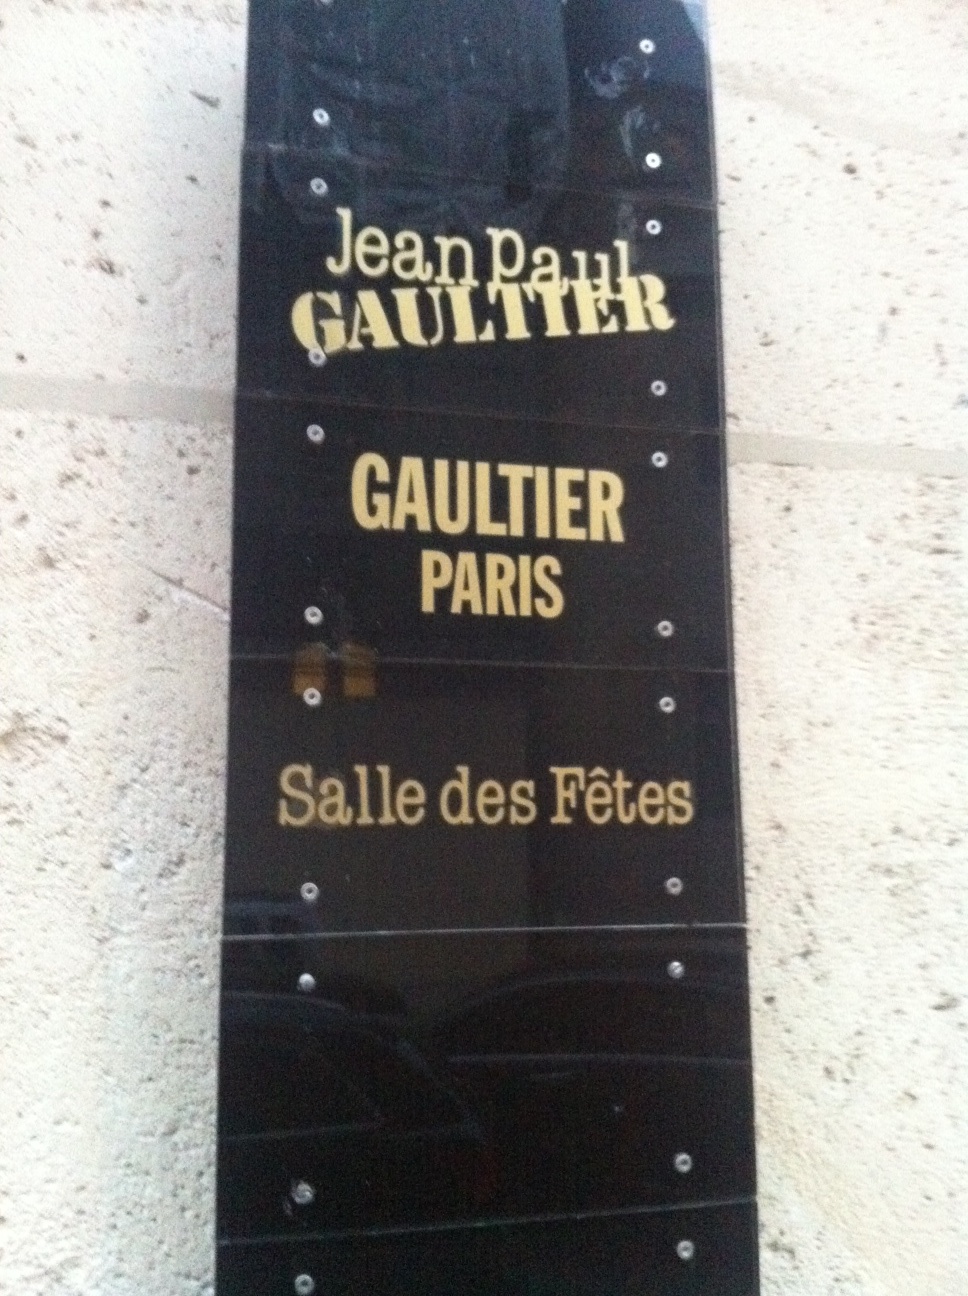 Jean Paul
GAULTIER
GAULTIER
PARIS
Salle des Fêtes